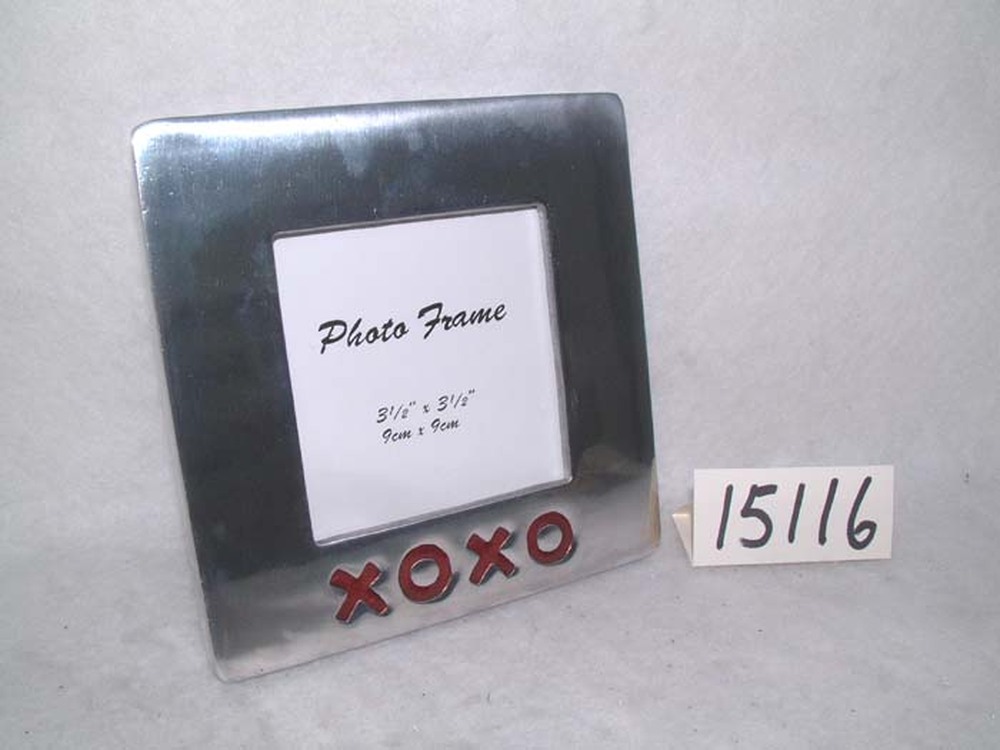 Photo Frame
3½" x 3½"
9cm x 9cm
XOXO
15116